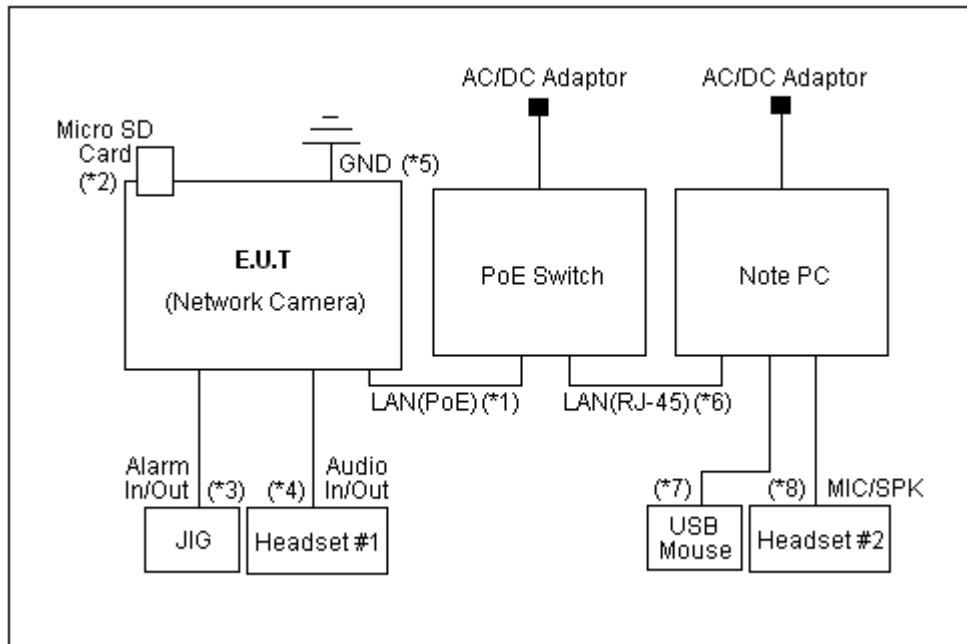 AC/DC Adaptor
AC/DC Adaptor
Micro SD
Card
(*2)
GND (*5)
E.U.T
(Network Camera)
PoE Switch
Note PC
LAN(PoE) (*1)
LAN(RJ-45) (*6)
Alarm
In/Out
(*3)
(*4)
Audio
In/Out
(*7)
(*8)
MIC/SPK
JIG
Headset #1
USB
Mouse
Headset #2